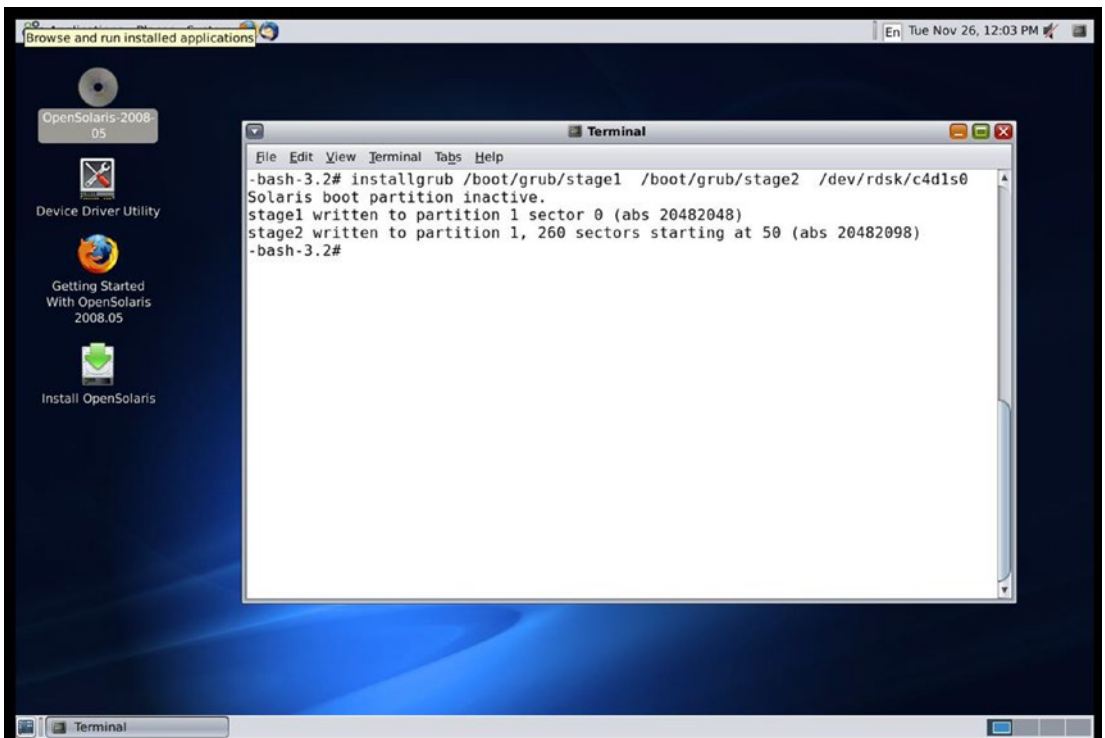 Browse and run installed applications
En Tue Nov 26, 12:03 PM
OpenSolaris-2008-
05
Device Driver Utility
Getting Started
With OpenSolaris
2008.05
Install OpenSolaris
Terminal
File Edit View Terminal Tabs Help
-bash-3.2# installgrub /boot/grub/stage1  /boot/grub/stage2  /dev/rdsk/c4d1s0
Solaris boot partition inactive.
stage1 written to partition 1 sector 0 (abs 20482048)
stage2 written to partition 1, 260 sectors starting at 50 (abs 20482098)
-bash-3.2#
Terminal